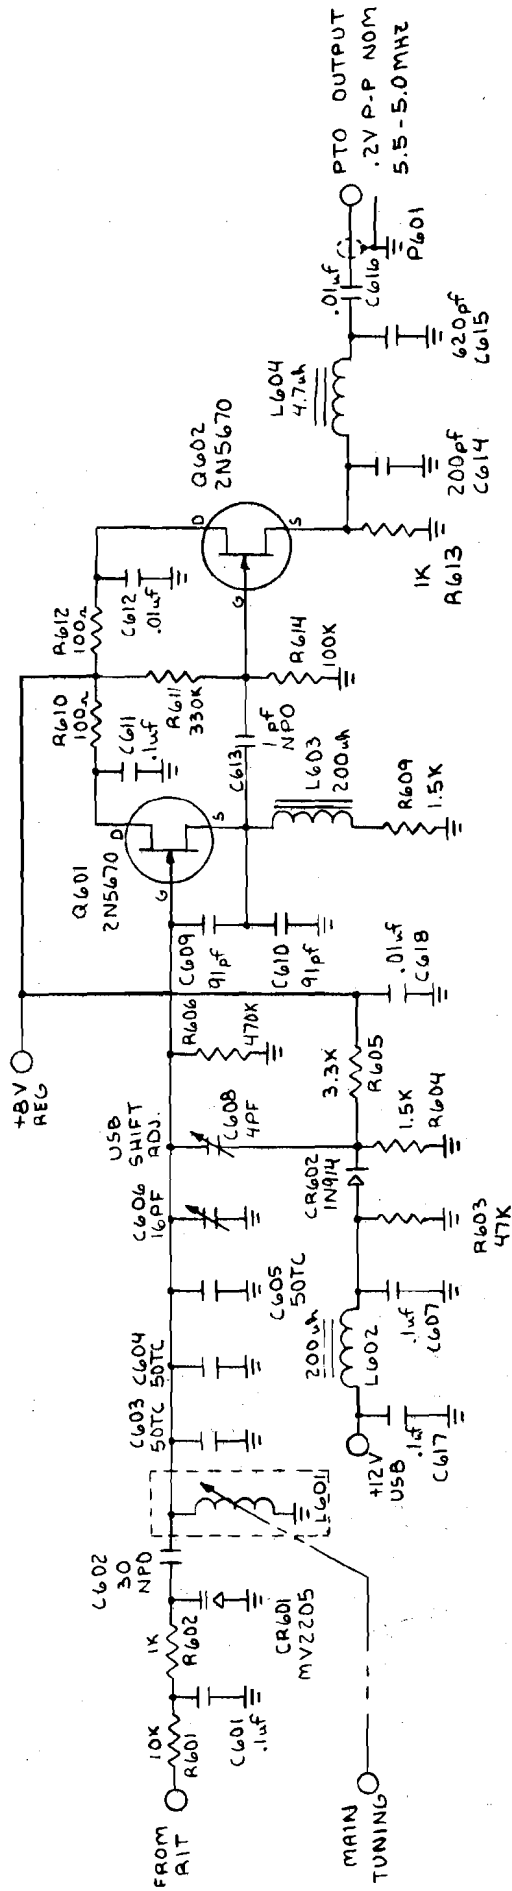 FROM
RIT
10K
R601
C601
.1uf
1K
R602
CR601
MV2205
C602
30
NPO
L601
MAIN
TUNING
C603
50TC
C604
50TC
C605
50TC
C606
16PF
USB
SHIFT
ADJ.
C608
4PF
R606
470K
+12V
USB
.1uf
C617
200uh
L602
.1uf
C607
R603
47K
CR602
1N914
1.5K
R604
3.3K
R605
.01uf
C618
+8V
REG
C609
91pf
C610
91pf
Q601
2N5670
G
D
S
R610
100Ω
C611
.1uf
R612
100Ω
C612
.01uf
R611
330K
C613
1pf
NPO
L603
200uh
R609
1.5K
R614
100K
Q602
2N5670
G
D
S
1K
R613
200pf
C614
L604
4.7uh
620pf
C615
.01uf
C616
P601
PTO OUTPUT
.2V P-P NOM
5.5-5.0MHz